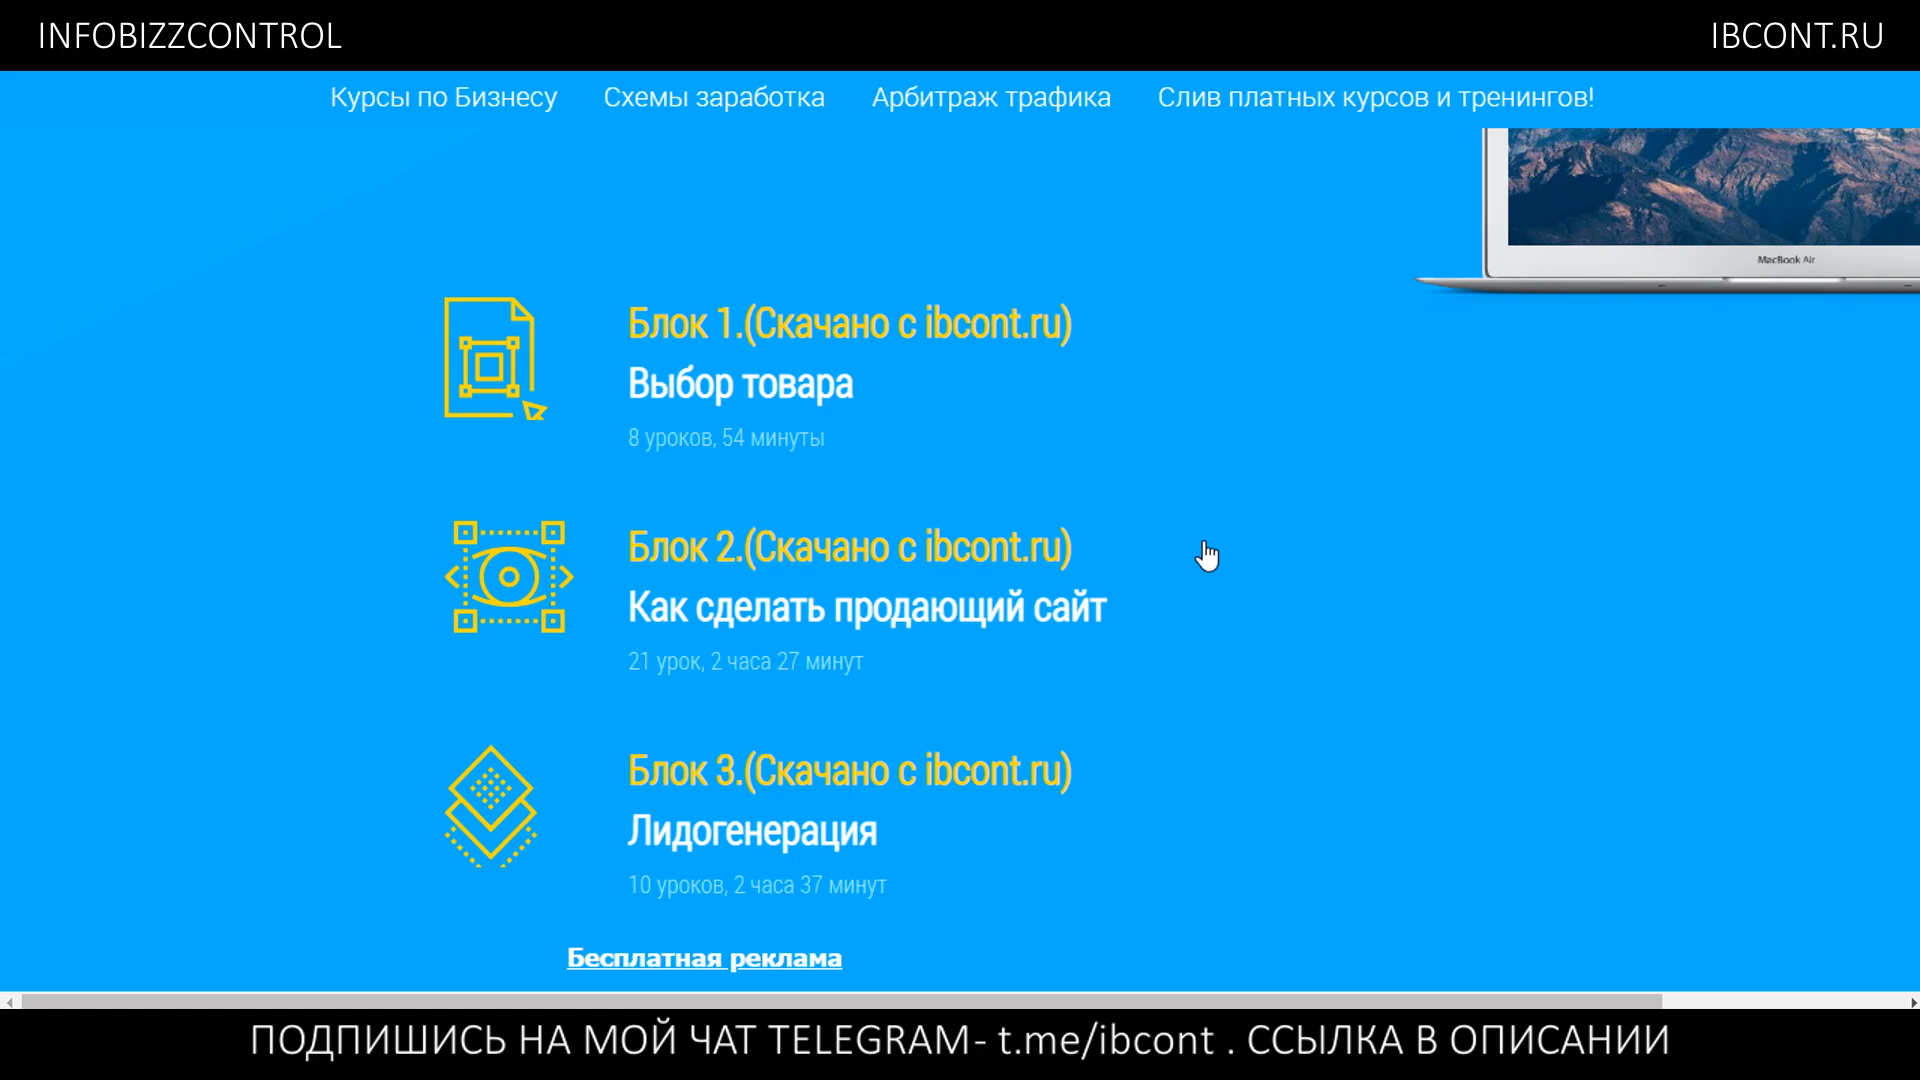 INFOBIZZCONTROL
IBCONT.RU
Курсы по Бизнесу
Схемы заработка
Арбитраж трафика
Слив платных курсов и тренингов!
MacBook Air
Блок 1.(Скачано с ibcont.ru)
Выбор товара
8 уроков, 54 минуты
Блок 2.(Скачано с ibcont.ru)
Как сделать продающий сайт
21 урок, 2 часа 27 минут
Блок 3.(Скачано с ibcont.ru)
Лидогенерация
10 уроков, 2 часа 37 минут
Бесплатная реклама
ПОДПИШИСЬ НА МОЙ ЧАТ TELEGRAM- t.me/ibcont . ССЫЛКА В ОПИСАНИИ